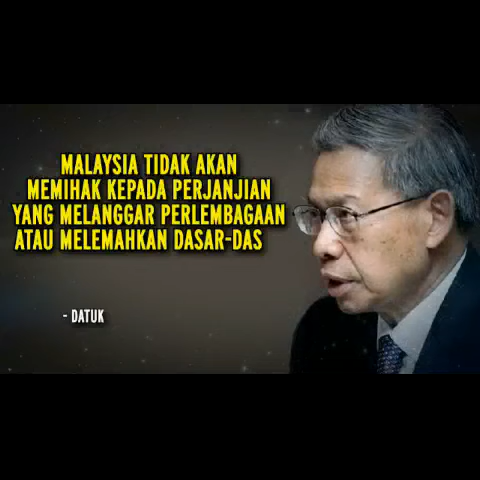 MALAYSIA TIDAK AKAN
MEMIHAK KEPADA PERJANJIAN
YANG MELANGGAR PERLEMBAGAAN
ATAU MELEMAHKAN DASAR-DAS
- DATUK